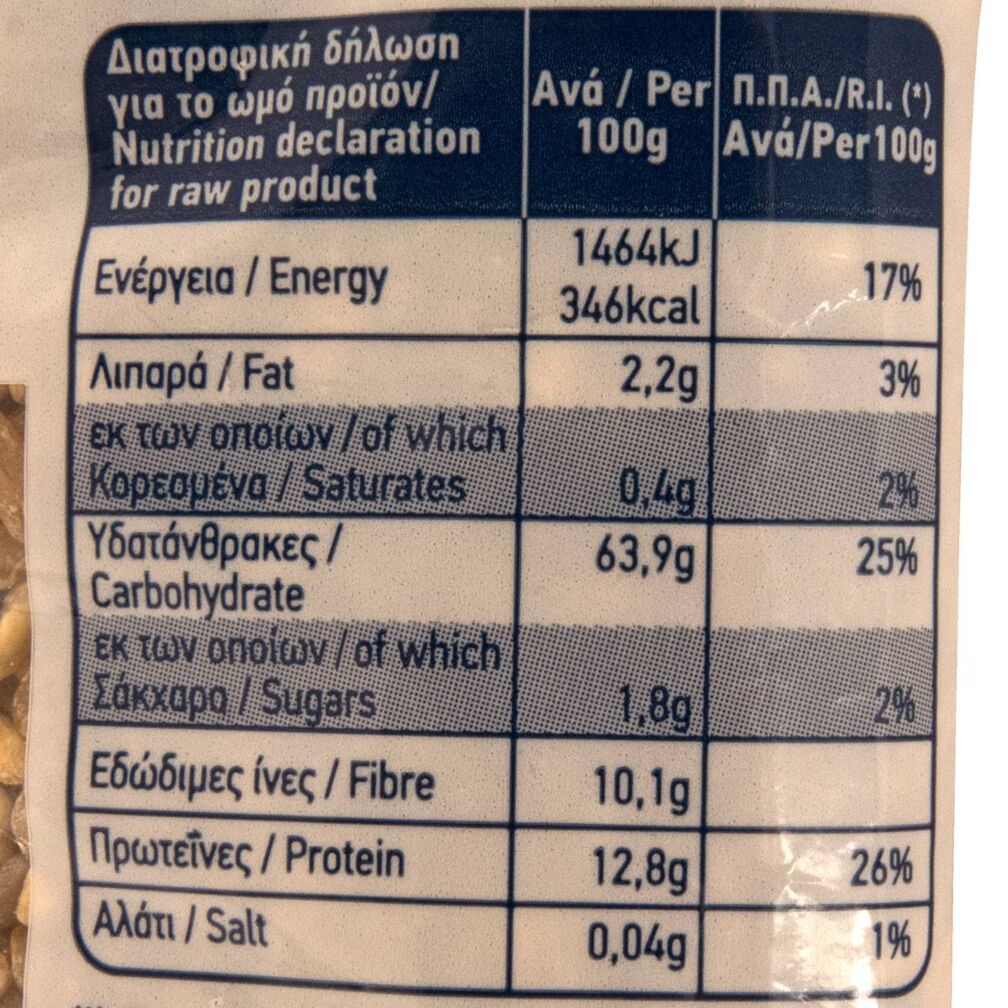 Διατροφική δήλωση
για το ωμό προϊόν/
Nutrition declaration
for raw product
Ανά / Per
100g
Π.Π.Α./R.I. (*)
Ανά/Per100g
Ενέργεια / Energy
1464kJ
346kcal
17%
Λιπαρά / Fat
2,2g
3%
εκ των οποίων / of which
Κορεσμένα / Saturates
0,4g
2%
Υδατάνθρακες /
Carbohydrate
63,9g
25%
εκ των οποίων / of which
Σάκχαρα / Sugars
1,8g
2%
Εδώδιμες ίνες / Fibre
10,1g
Πρωτεΐνες / Protein
12,8g
26%
Αλάτι / Salt
0,04g
1%